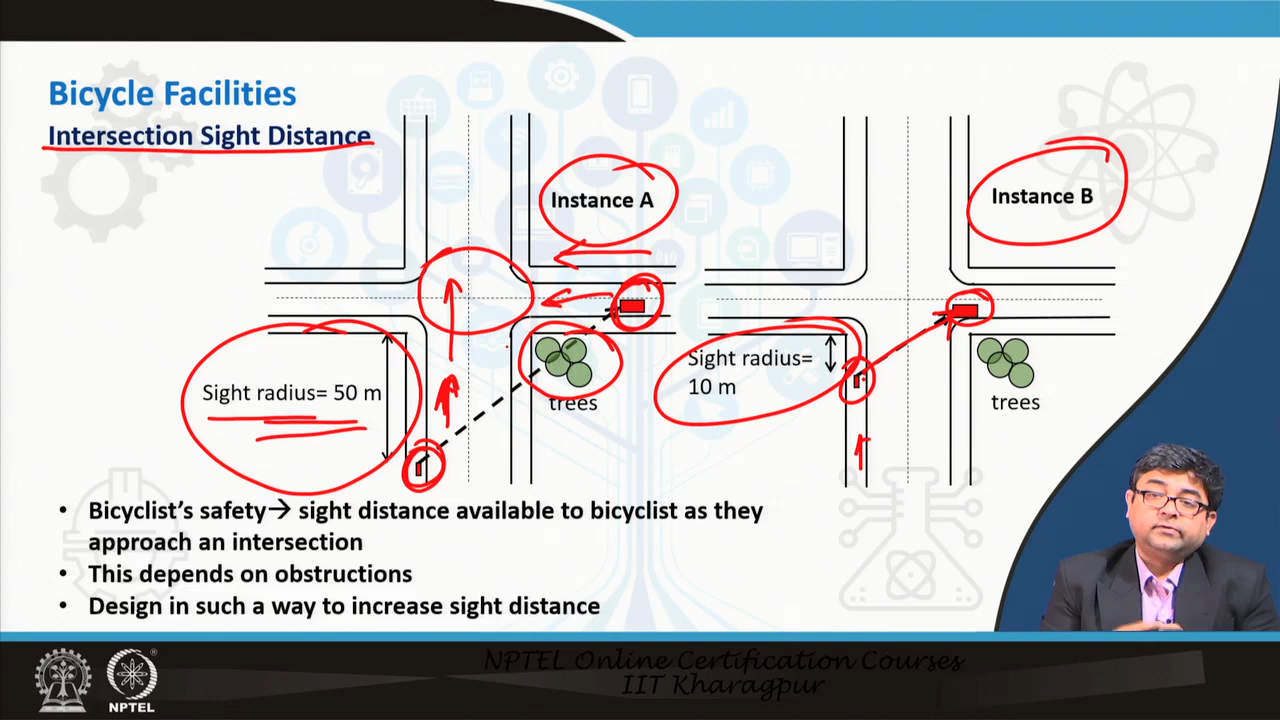 Bicycle Facilities
Intersection Sight Distance
Instance A
Instance B
Sight radius= 50 m
trees
Sight radius=
10 m
trees
• Bicyclist's safety→ sight distance available to bicyclist as they
approach an intersection
• This depends on obstructions
• Design in such a way to increase sight distance
NPTEL Online Certification Courses
IIT Kharagpur
NPTEL